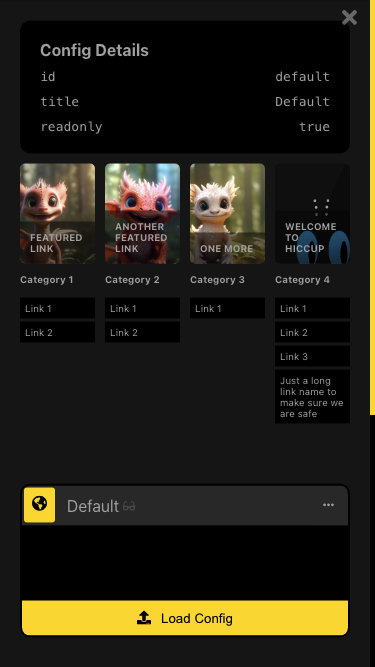 Config Details
id default
title Default
readonly true
FEATURED
LINK
ANOTHER
FEATURED
LINK
ONE MORE
WELCOME
TO
HICCUP
Category 1
Category 2
Category 3
Category 4
Link 1
Link 2
Link 1
Link 2
Link 1
Link 1
Link 2
Link 3
Just a long
link name to
make sure we
are safe
Default
Load Config